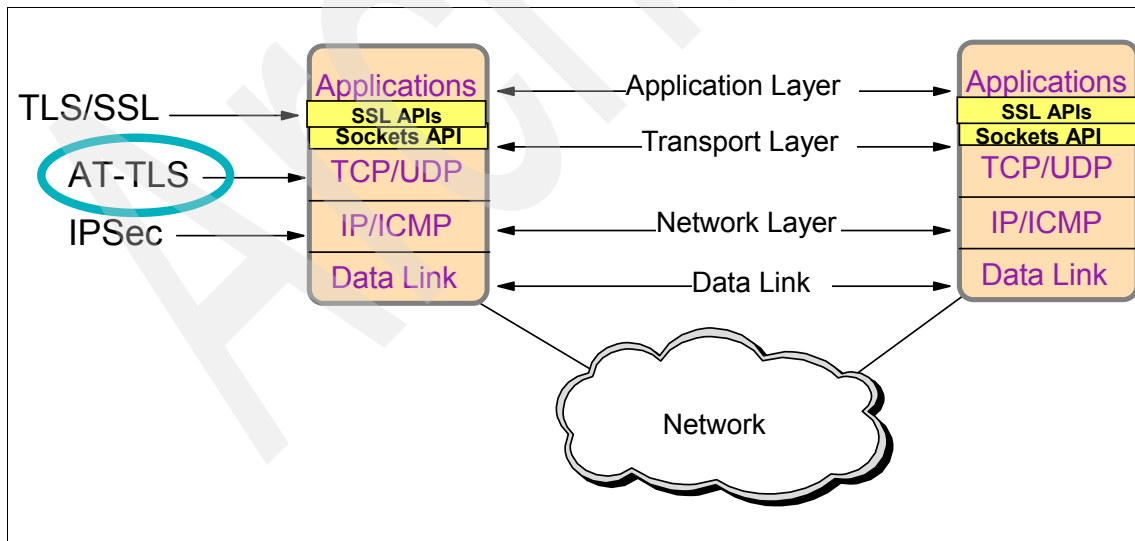 Applications
Application Layer
Applications
TLS/SSL
SSL APIs
SSL APIs
Sockets API
Transport Layer
Sockets API
AT-TLS
TCP/UDP
TCP/UDP
IPSec
IP/ICMP
Network Layer
IP/ICMP
Data Link
Data Link
Data Link
Network